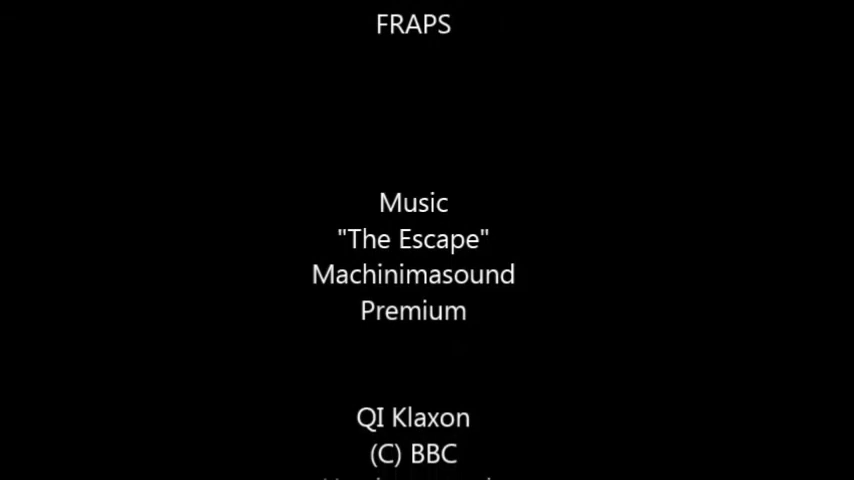 FRAPS
Music
"The Escape"
Machinimasound
Premium
QI Klaxon
(C) BBC